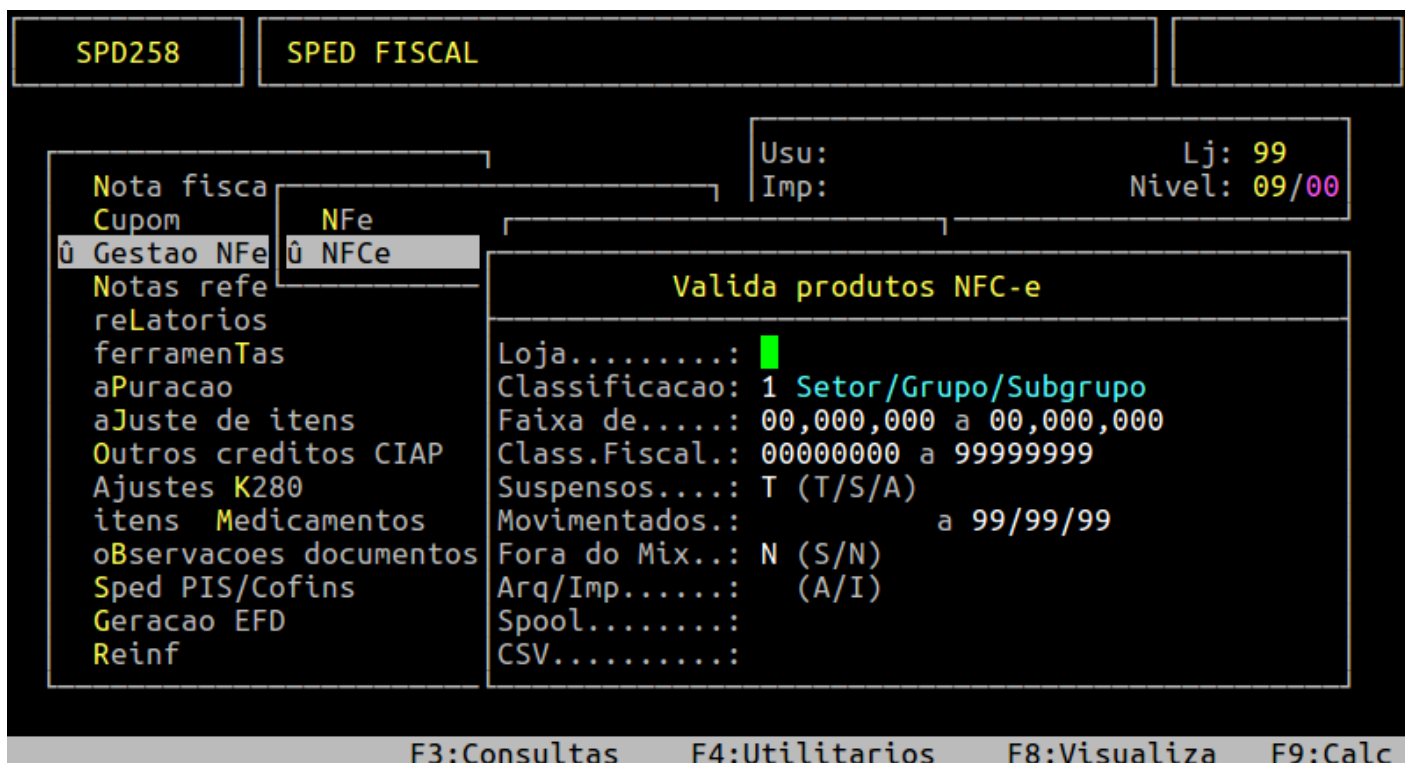 SPD258 SPED FISCAL
Usu: Lj: 99
Imp: Nivel: 09/00
Nota fisca
Cupom
û Gestao NFe
Notas refe
reLatorios
ferramenTas
aPuracao
aJuste de itens
Outros creditos CIAP
Ajustes K280
itens Medicamentos
oBservacoes documentos
Sped PIS/Cofins
Geracao EFD
Reinf
NFe
û NFCe
Valida produtos NFC-e
Loja.........:
Classificacao: 1 Setor/Grupo/Subgrupo
Faixa de.....: 00,000,000 a 00,000,000
Class.Fiscal.: 00000000 a 99999999
Suspensos....: T (T/S/A)
Movimentados.: a 99/99/99
Fora do Mix..: N (S/N)
Arq/Imp......: (A/I)
Spool........:
CSV..........:
F3:Consultas F4:Utilitarios F8:Visualiza F9:Calc